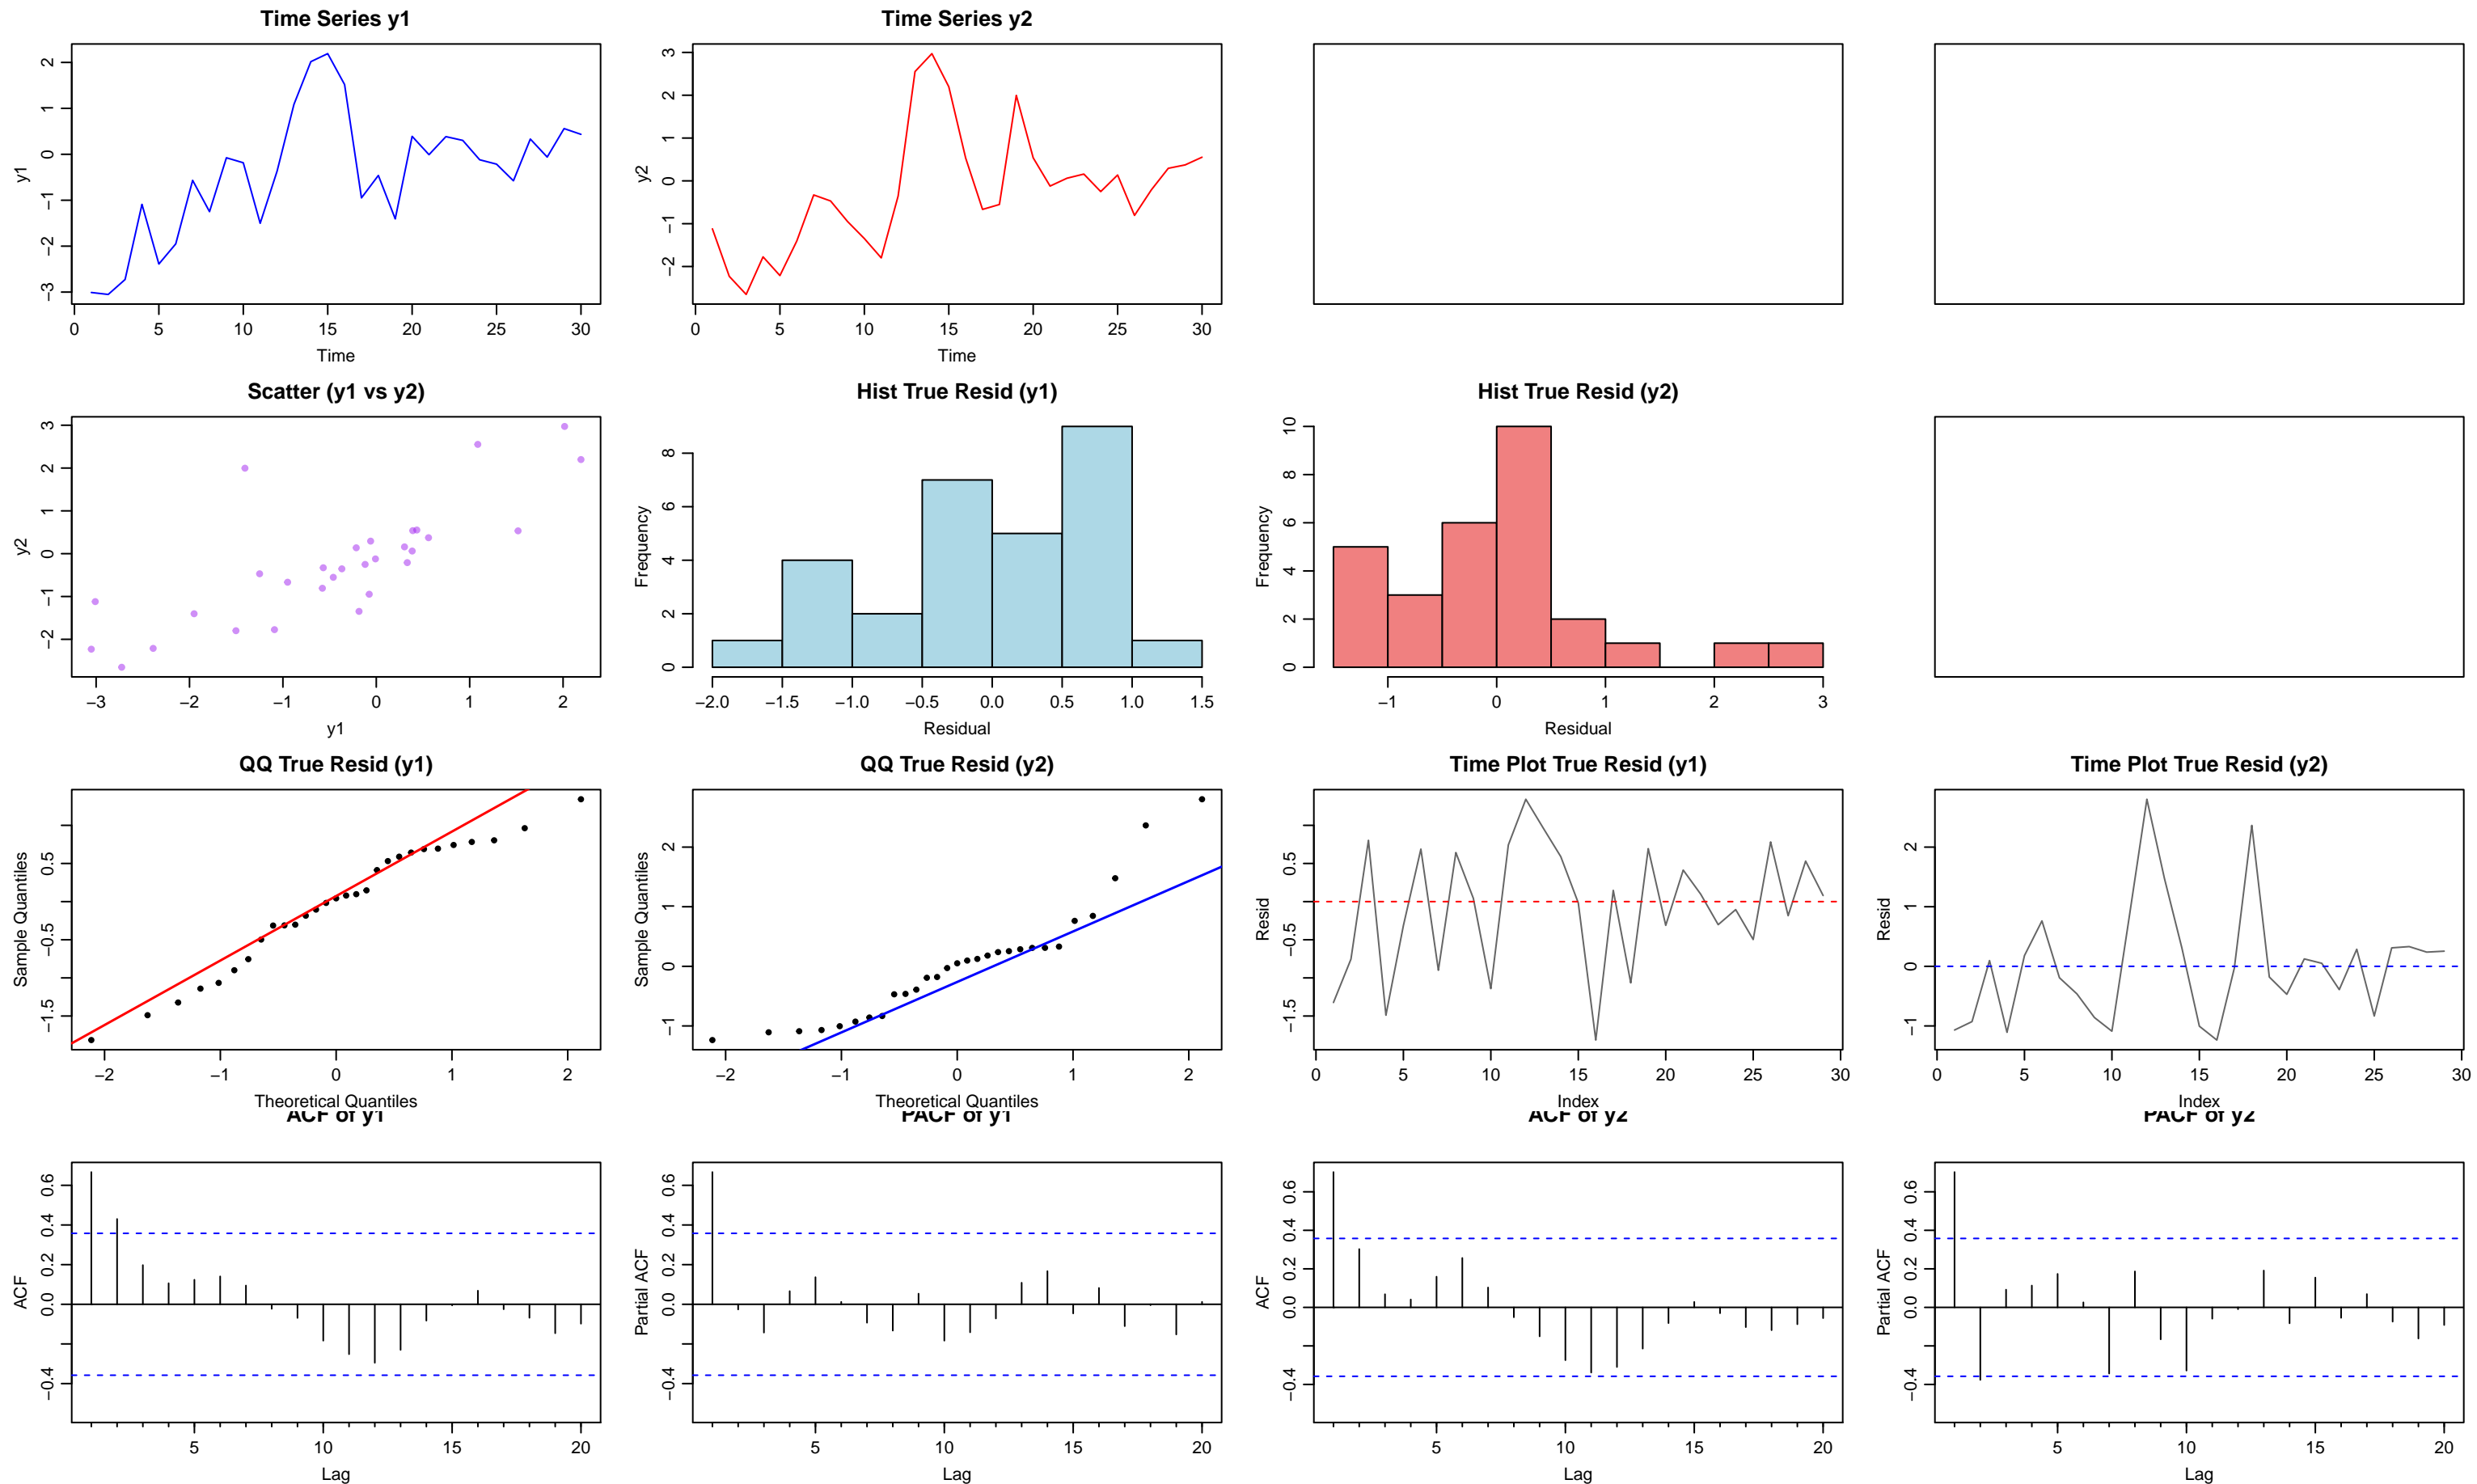 Time Series y1
y1
2
1
0
−1
−2
−3
0 5 10 15 20 25 30
Time
Time Series y2
y2
3
2
1
0
−1
−2
0 5 10 15 20 25 30
Time
Scatter (y1 vs y2)
y2
3
2
1
0
−1
−2
−3 −2 −1 0 1 2
y1
Hist True Resid (y1)
Frequency
8
6
4
2
0
−2.0 −1.5 −1.0 −0.5 0.0 0.5 1.0 1.5
Residual
Hist True Resid (y2)
Frequency
10
8
6
4
2
0
−1 0 1 2 3
Residual
QQ True Resid (y1)
Sample Quantiles
0.5
−0.5
−1.5
−2 −1 0 1 2
Theoretical Quantiles
QQ True Resid (y2)
Sample Quantiles
2
1
0
−1
−2 −1 0 1 2
Theoretical Quantiles
Time Plot True Resid (y1)
Resid
0.5
−0.5
−1.5
0 5 10 15 20 25 30
Index
Time Plot True Resid (y2)
Resid
2
1
0
−1
0 5 10 15 20 25 30
Index
ACF of y1
ACF
0.6
0.4
0.2
0.0
−0.4
5 10 15 20
Lag
PACF of y1
Partial ACF
0.6
0.4
0.2
0.0
−0.4
5 10 15 20
Lag
ACF of y2
ACF
0.6
0.4
0.2
0.0
−0.4
5 10 15 20
Lag
PACF of y2
Partial ACF
0.6
0.4
0.2
0.0
−0.4
5 10 15 20
Lag